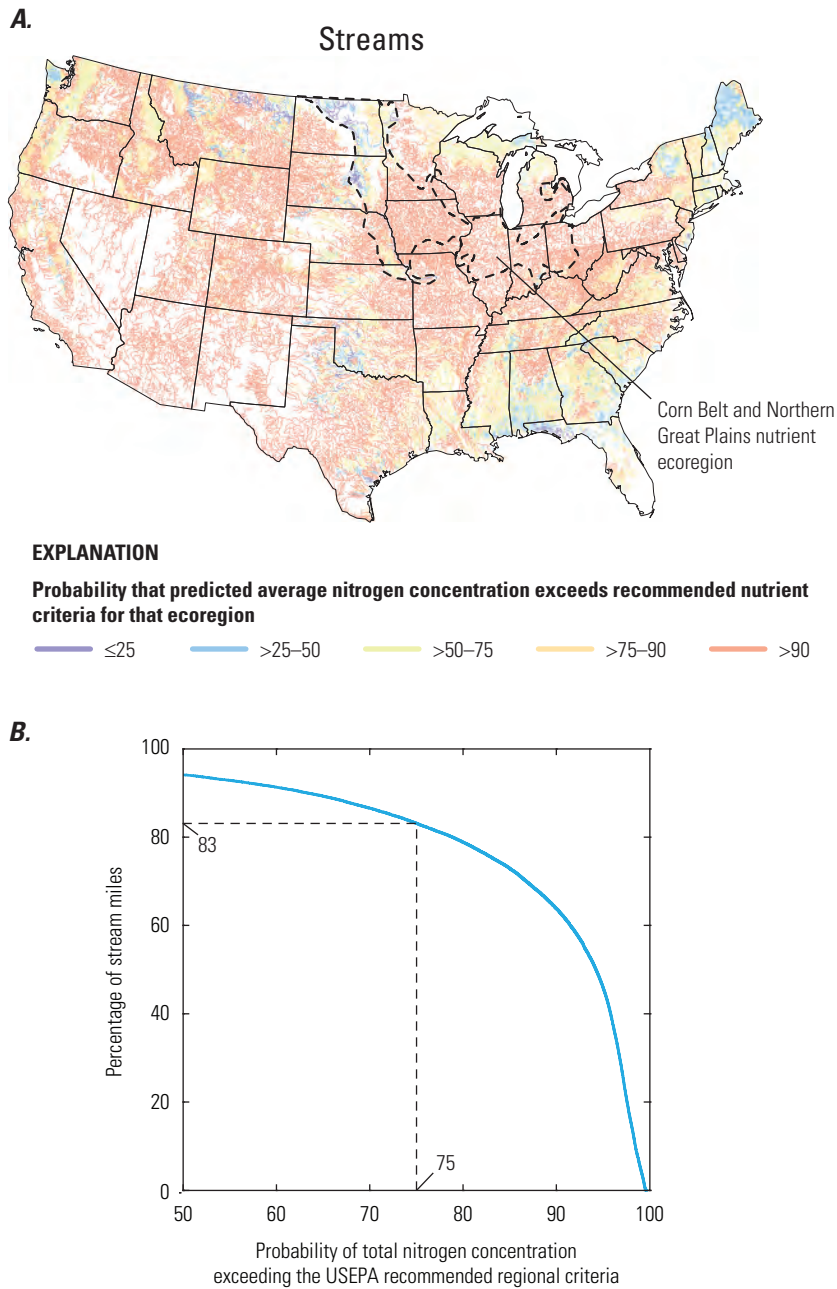 A.
Streams
Corn Belt and Northern
Great Plains nutrient
ecoregion
EXPLANATION
Probability that predicted average nitrogen concentration exceeds recommended nutrient
criteria for that ecoregion
≤25 >25–50 >50–75 >75–90 >90
B.
100
80
60
40
20
0
83
75
50 60 70 80 90 100
Percentage of stream miles
Probability of total nitrogen concentration
exceeding the USEPA recommended regional criteria